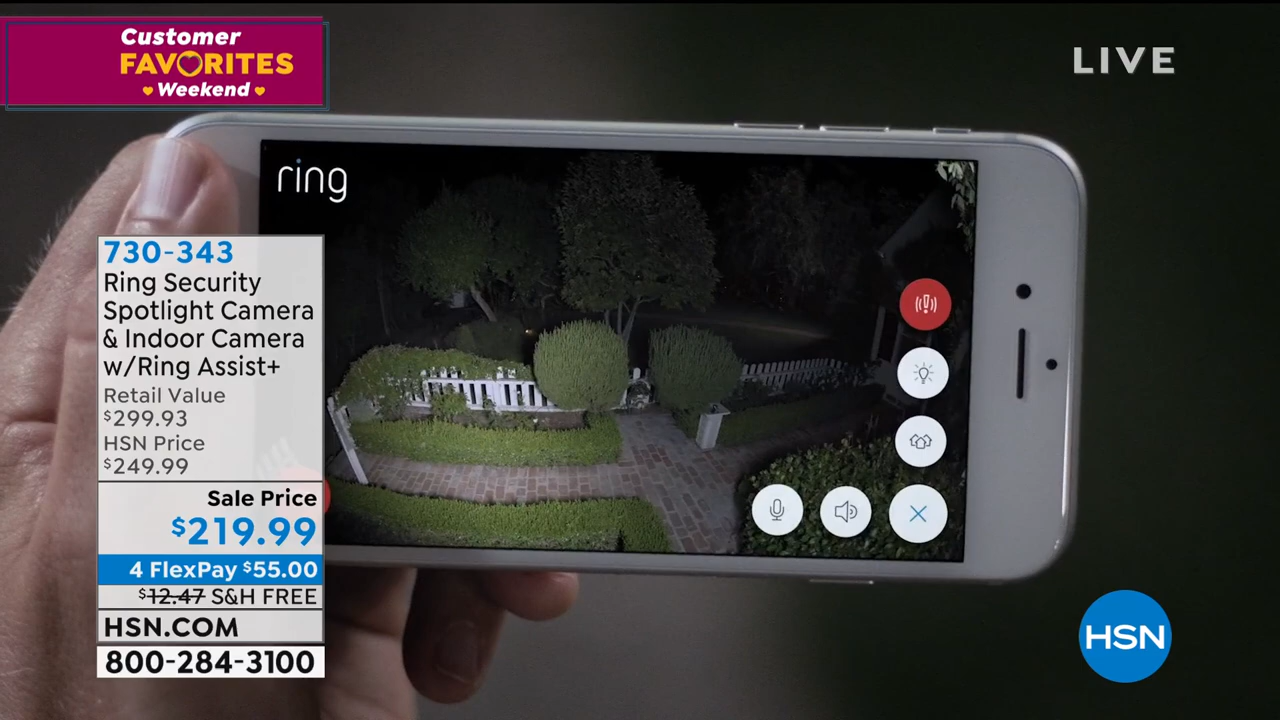 Customer
FAVORITES
Weekend
LIVE
ring
730-343
Ring Security
Spotlight Camera
& Indoor Camera
w/Ring Assist+
Retail Value
$299.93
HSN Price
$249.99
Sale Price
$219.99
4 FlexPay $55.00
$12.47 S&H FREE
HSN.COM
800-284-3100
HSN